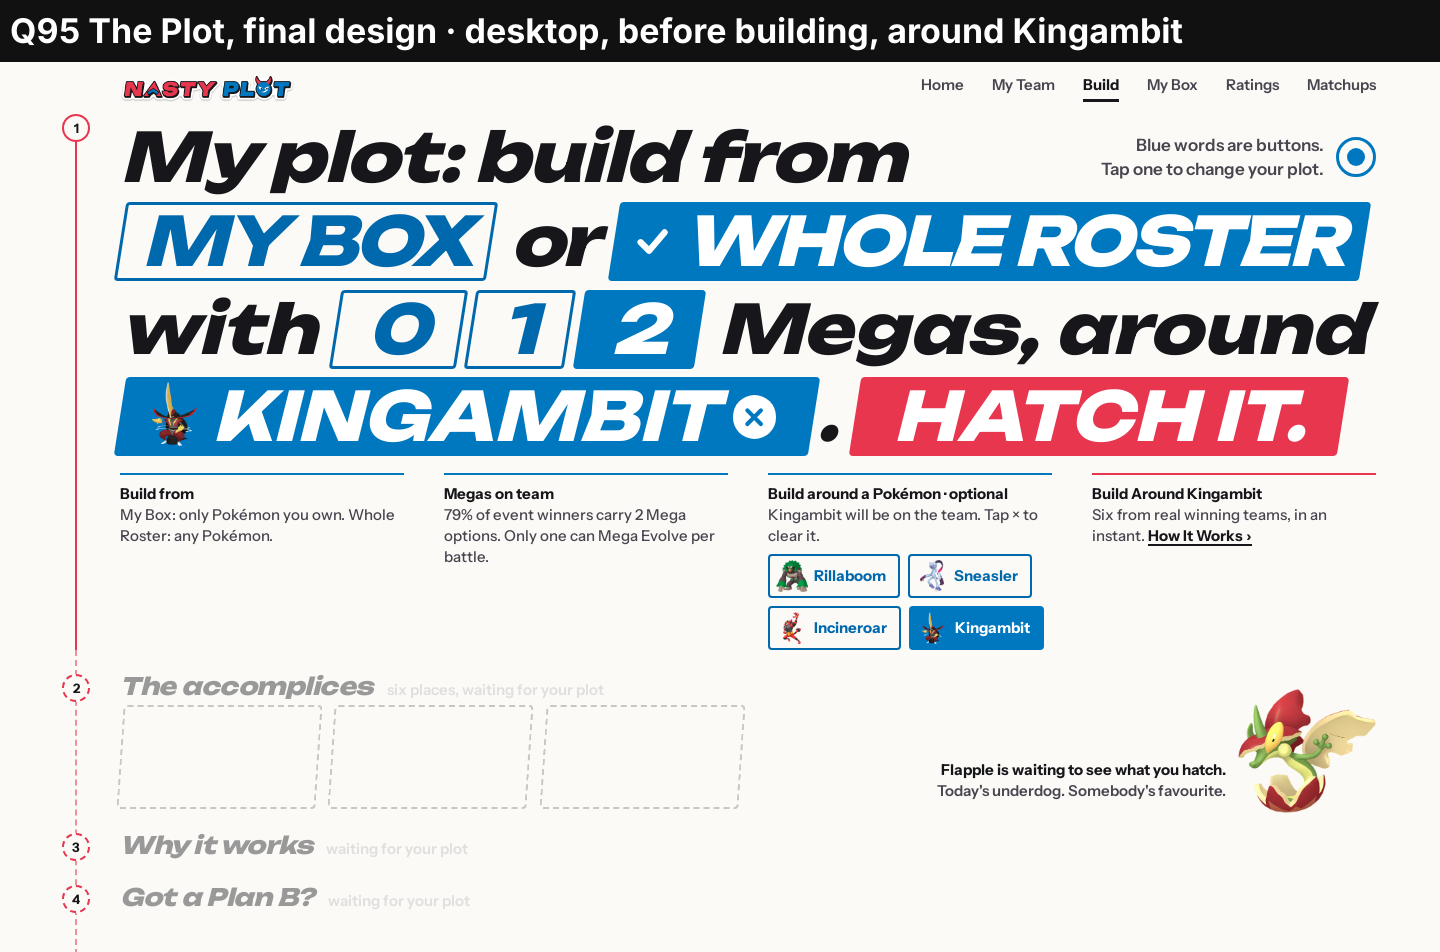 Q95 The Plot, final design · desktop, before building, around Kingambit
NASTY PLOT
Home My Team Build My Box Ratings Matchups
1
My plot: build from
Blue words are buttons.
Tap one to change your plot.
MY BOX or ✓ WHOLE ROSTER
with 0 1 2 Megas, around
KINGAMBIT × . HATCH IT.
Build from
My Box: only Pokémon you own. Whole
Roster: any Pokémon.
Megas on team
79% of event winners carry 2 Mega
options. Only one can Mega Evolve per
battle.
Build around a Pokémon · optional
Kingambit will be on the team. Tap × to
clear it.
Rillaboom Sneasler
Incineroar Kingambit
Build Around Kingambit
Six from real winning teams, in an
instant. How It Works ›
2
The accomplices six places, waiting for your plot
Flapple is waiting to see what you hatch.
Today's underdog. Somebody's favourite.
3
Why it works waiting for your plot
4
Got a Plan B? waiting for your plot